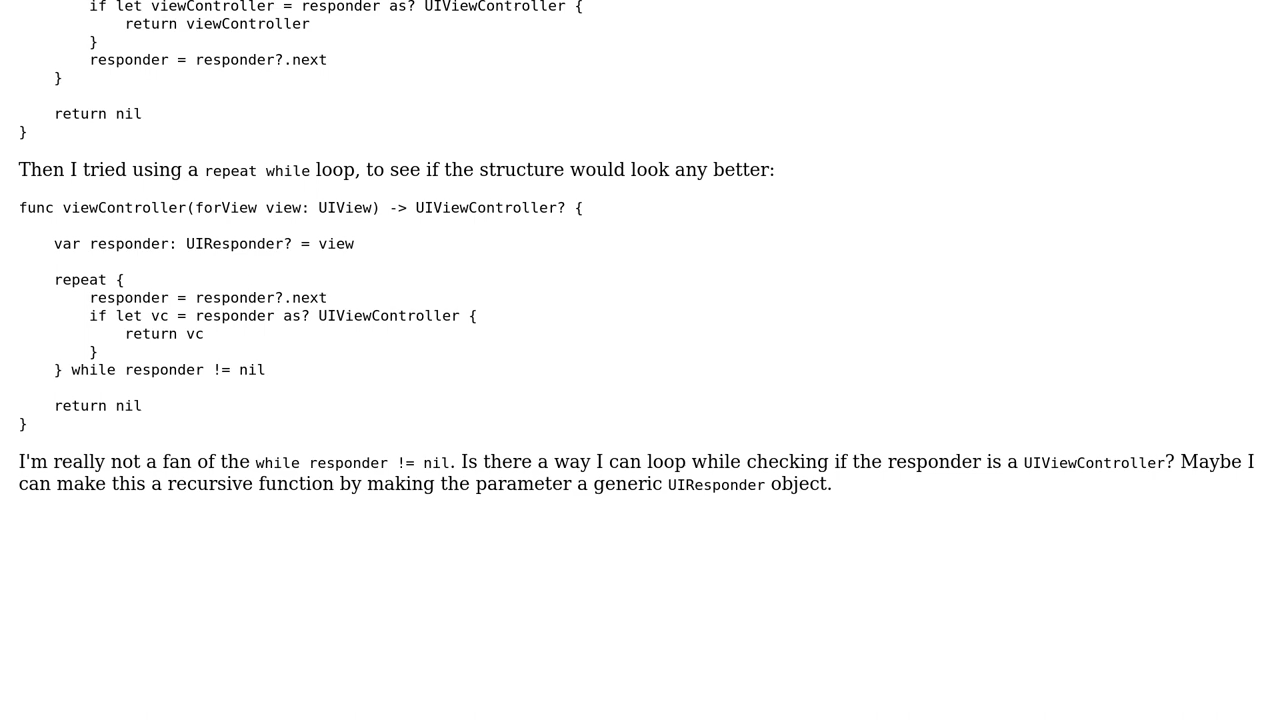 if let viewController = responder as? UIViewController {
            return viewController
        }
        responder = responder?.next
    }

    return nil
}
Then I tried using a repeat while loop, to see if the structure would look any better:
func viewController(forView view: UIView) -> UIViewController? {

    var responder: UIResponder? = view

    repeat {
        responder = responder?.next
        if let vc = responder as? UIViewController {
            return vc
        }
    } while responder != nil

    return nil
}
I'm really not a fan of the while responder != nil. Is there a way I can loop while checking if the responder is a UIViewController? Maybe I
can make this a recursive function by making the parameter a generic UIResponder object.